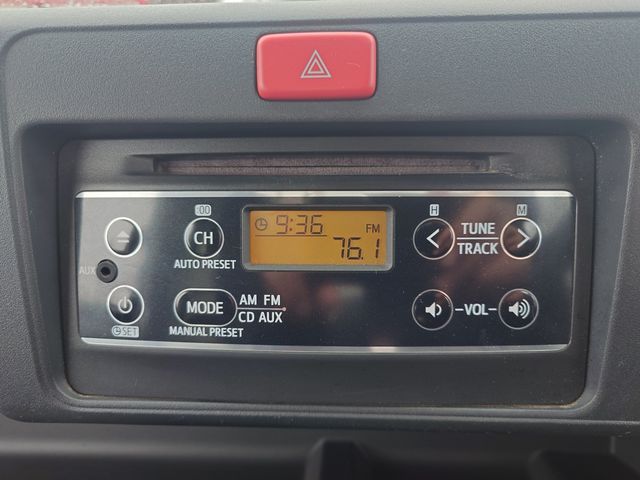 :00
H
M
9:36
FM
CH
76.1
<
TUNE
TRACK
>
AUTO PRESET
AUX
MODE
AM FM
CD AUX
-VOL-
SET
MANUAL PRESET